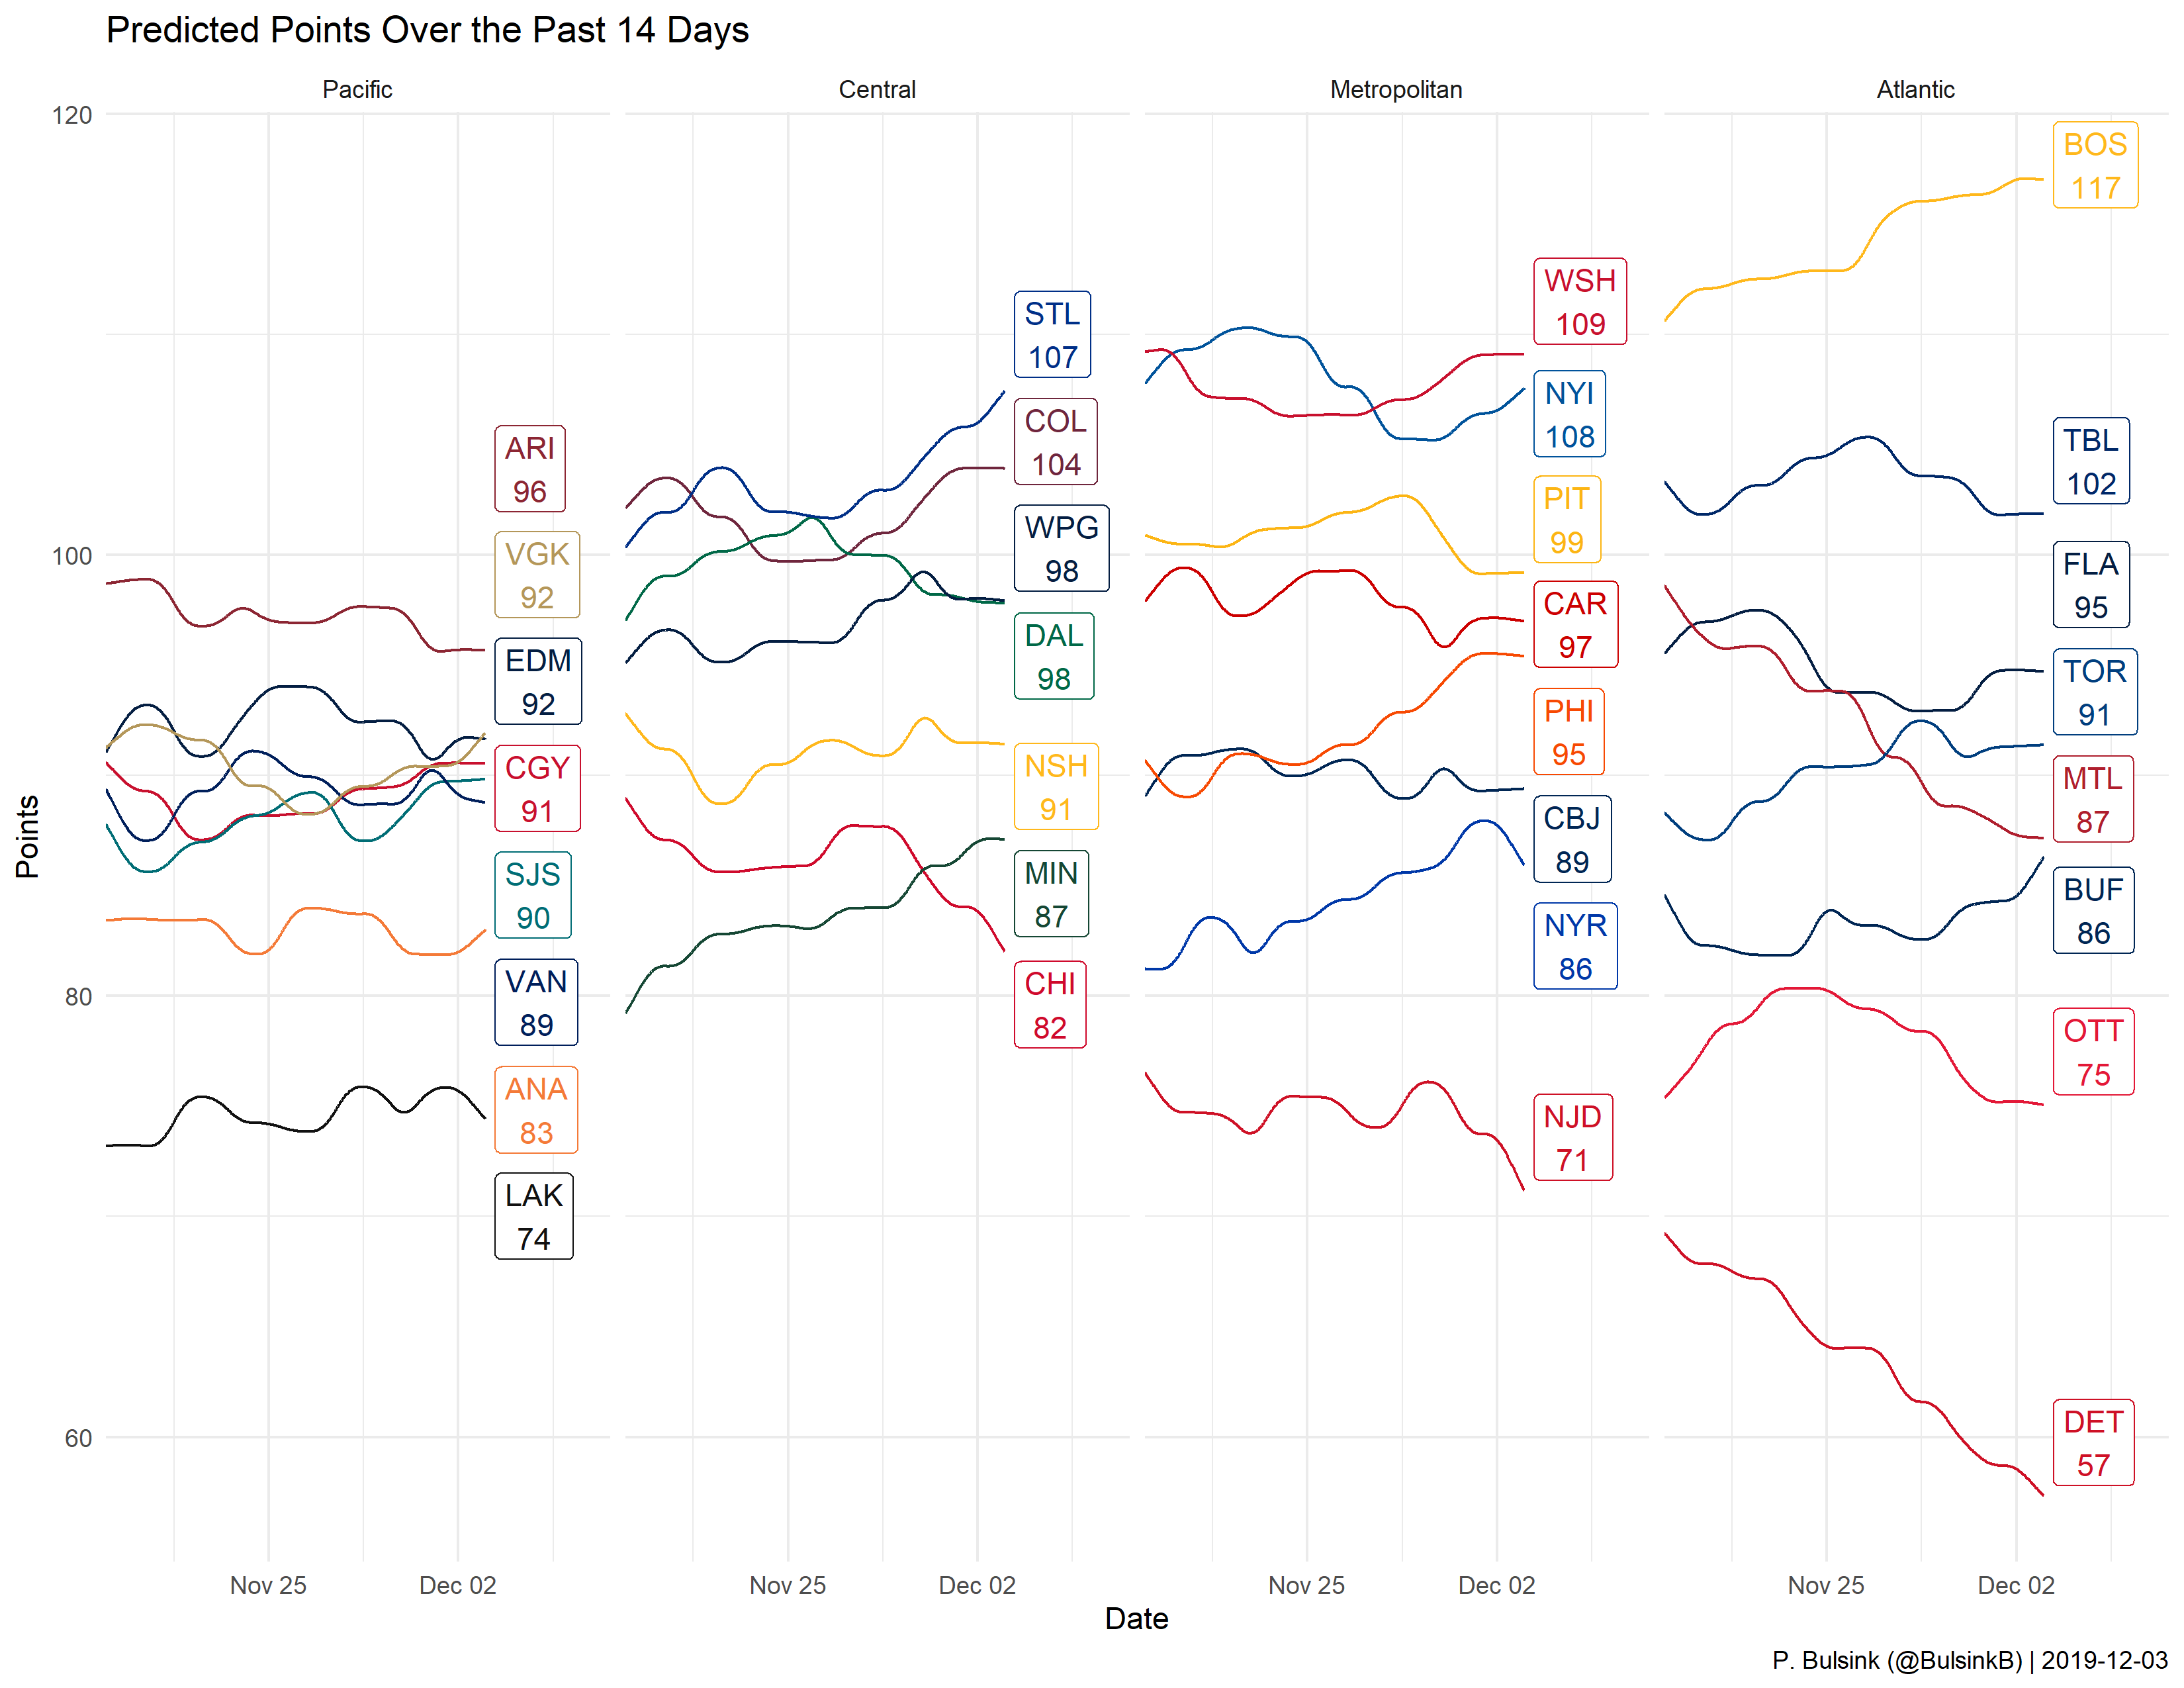 Predicted Points Over the Past 14 Days
Pacific
Central
Metropolitan
Atlantic
120
100
80
60
Points
ARI
96
VGK
92
EDM
92
CGY
91
SJS
90
VAN
89
ANA
83
LAK
74
STL
107
COL
104
WPG
98
DAL
98
NSH
91
MIN
87
CHI
82
WSH
109
NYI
108
PIT
99
CAR
97
PHI
95
CBJ
89
NYR
86
NJD
71
BOS
117
TBL
102
FLA
95
TOR
91
MTL
87
BUF
86
OTT
75
DET
57
Nov 25
Dec 02
Nov 25
Dec 02
Nov 25
Dec 02
Nov 25
Dec 02
Date
P. Bulsink (@BulsinkB) | 2019-12-03